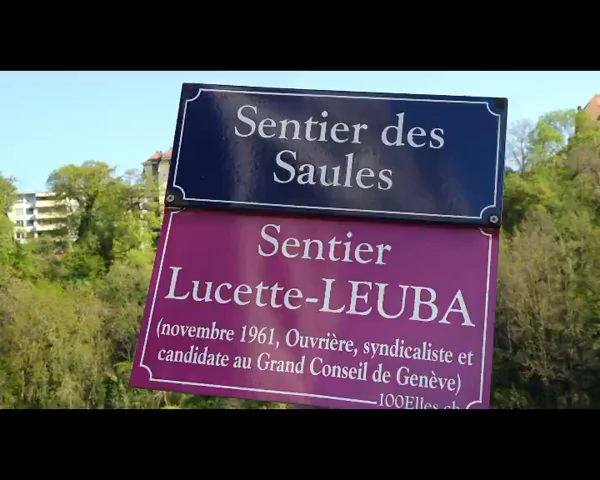 Sentier des
Saules
Sentier
Lucette-LEUBA
(novembre 1961, Ouvrière, syndicaliste et
candidate au Grand Conseil de Genève)
100Elles.ch